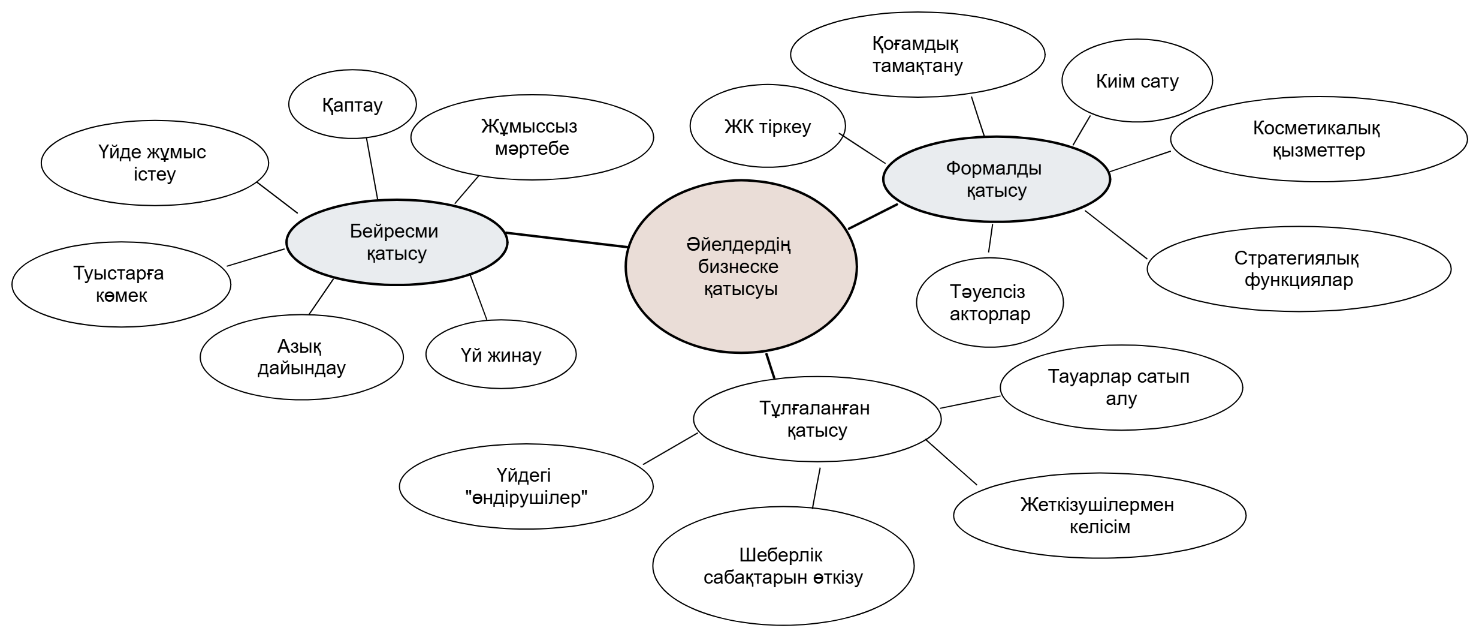 Әйелдердің
бизнеске
қатысуы
Бейресми
қатысу
Қаптау
Жұмыссыз
мәртебе
Үйде жұмыс
істеу
Туыстарға
көмек
Азық
дайындау
Үй жинау
Формалды
қатысу
ЖК тіркеу
Қоғамдық
тамақтану
Киім сату
Косметикалық
қызметтер
Стратегиялық
функциялар
Тәуелсіз
акторлар
Тұлғаланған
қатысу
Тауарлар сатып
алу
Жеткізушілермен
келісім
Шеберлік
сабақтарын өткізу
Үйдегі
"өндірушілер"